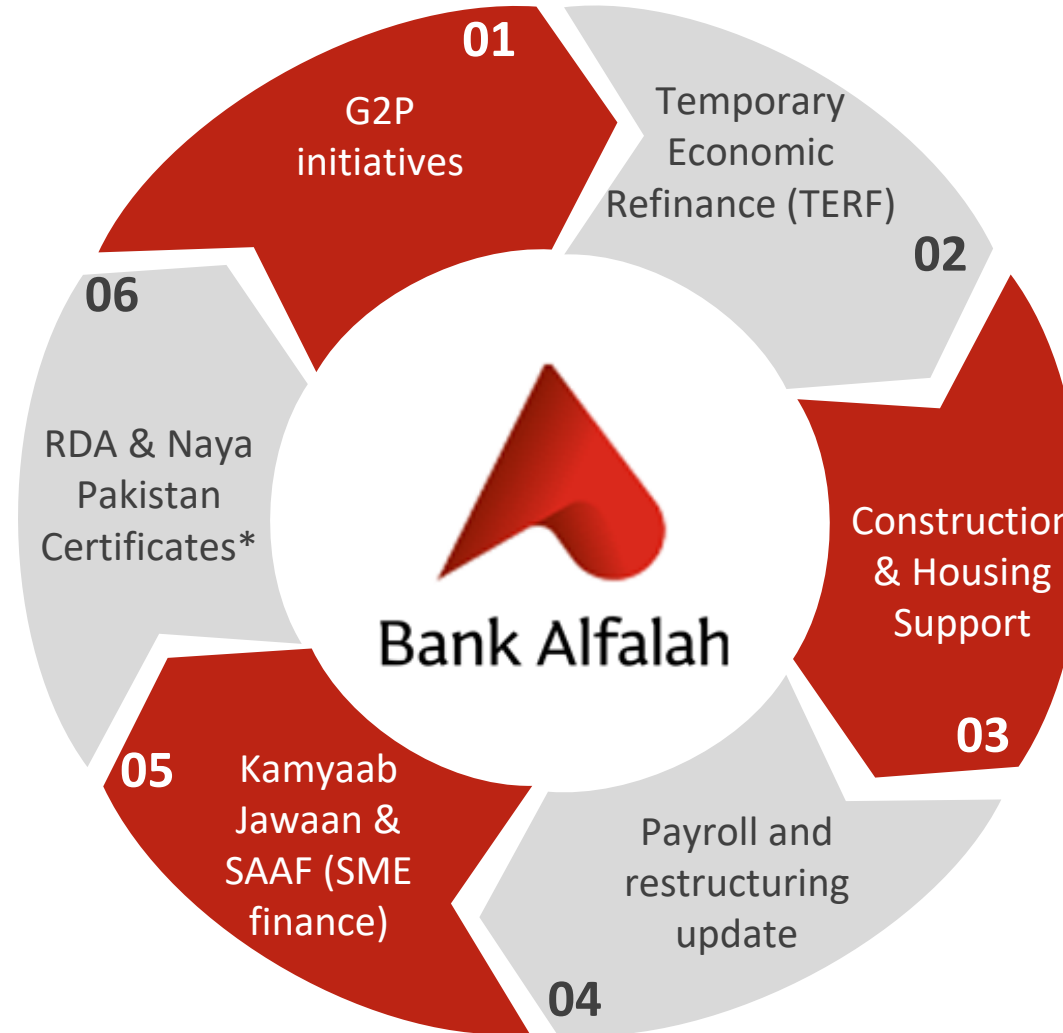 01
G2P
initiatives
Temporary
Economic
Refinance (TERF)
02
Construction
& Housing
Support
03
Payroll and
restructuring
update
04
05
Kamyaab
Jawaan &
SAAF (SME
finance)
06
RDA & Naya
Pakistan
Certificates*
Bank Alfalah